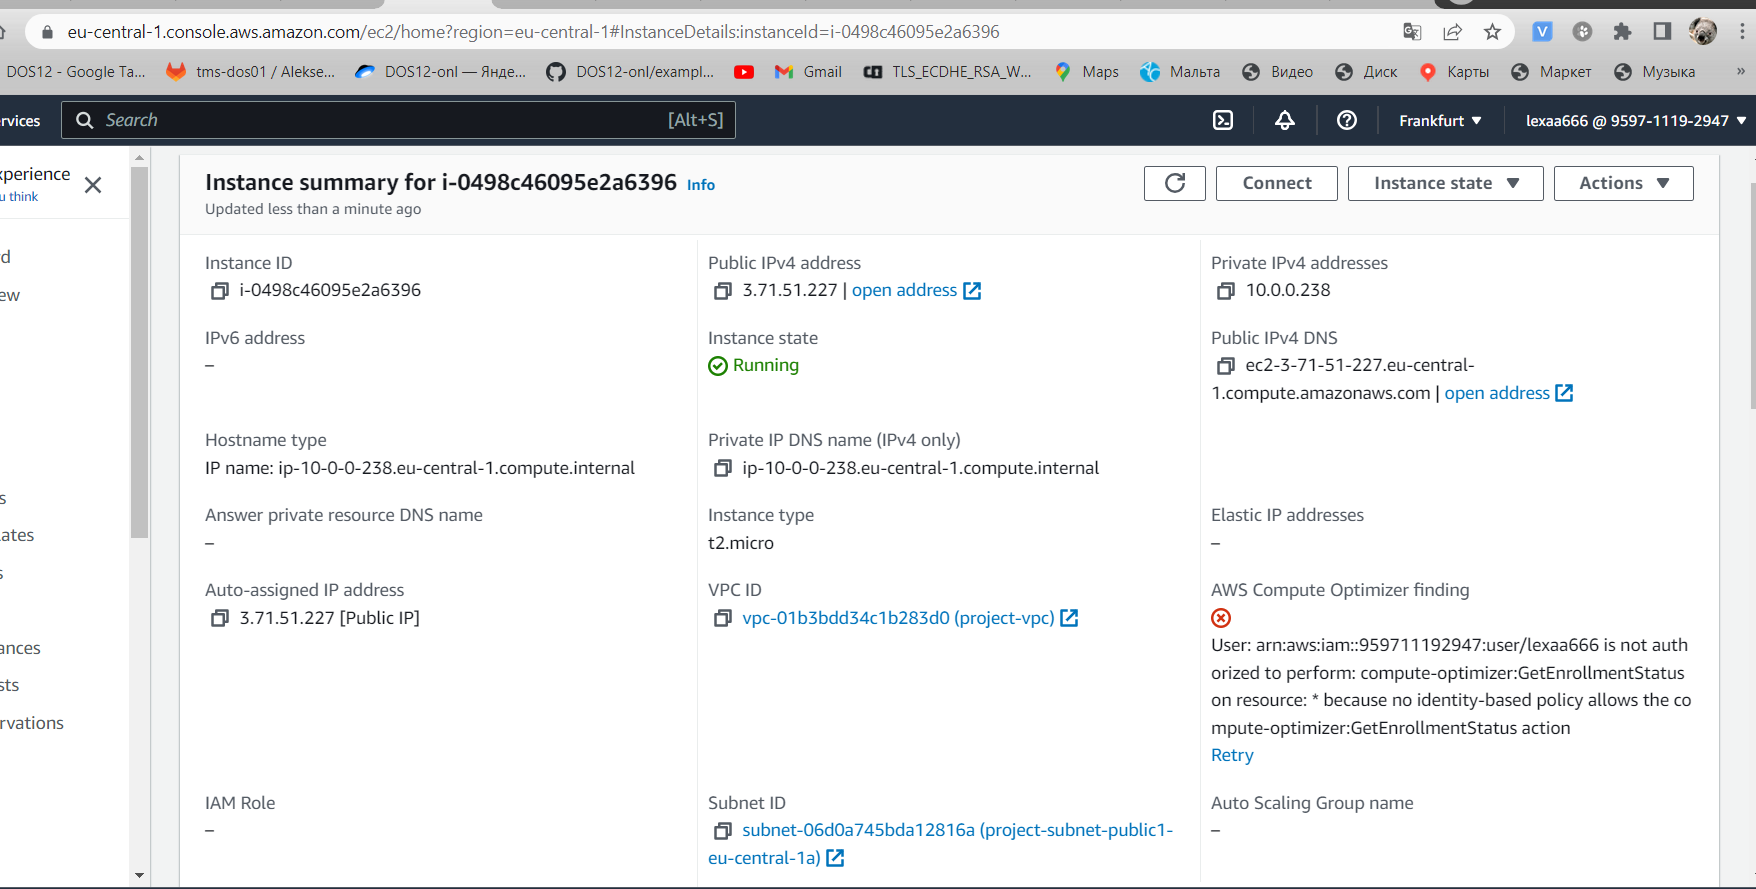 eu-central-1.console.aws.amazon.com/ec2/home?region=eu-central-1#InstanceDetails:instanceId=i-0498c46095e2a6396
DOS12 - Google Ta... tms-dos01 / Alekse... DOS12-onl — Янде... DOS12-onl/exampl... Gmail TLS_ECDHE_RSA_W... Maps Мальта Видео Диск Карты Маркет Музыка »
rvices Search [Alt+S] Frankfurt ▼ lexaa666 @ 9597-1119-2947 ▼
xperience
u think
d
ew
s
ates
s
ances
sts
rvations
Instance summary for i-0498c46095e2a6396 Info
Updated less than a minute ago
Connect Instance state ▼ Actions ▼
Instance ID
i-0498c46095e2a6396
Public IPv4 address
3.71.51.227 | open address
Private IPv4 addresses
10.0.0.238
IPv6 address
–
Instance state
Running
Public IPv4 DNS
ec2-3-71-51-227.eu-central-
1.compute.amazonaws.com | open address
Hostname type
IP name: ip-10-0-0-238.eu-central-1.compute.internal
Private IP DNS name (IPv4 only)
ip-10-0-0-238.eu-central-1.compute.internal
Answer private resource DNS name
–
Instance type
t2.micro
Elastic IP addresses
–
Auto-assigned IP address
3.71.51.227 [Public IP]
VPC ID
vpc-01b3bdd34c1b283d0 (project-vpc)
AWS Compute Optimizer finding
User: arn:aws:iam::959711192947:user/lexaa666 is not auth
orized to perform: compute-optimizer:GetEnrollmentStatus
on resource: * because no identity-based policy allows the co
mpute-optimizer:GetEnrollmentStatus action
Retry
IAM Role
–
Subnet ID
subnet-06d0a745bda12816a (project-subnet-public1-
eu-central-1a)
Auto Scaling Group name
–